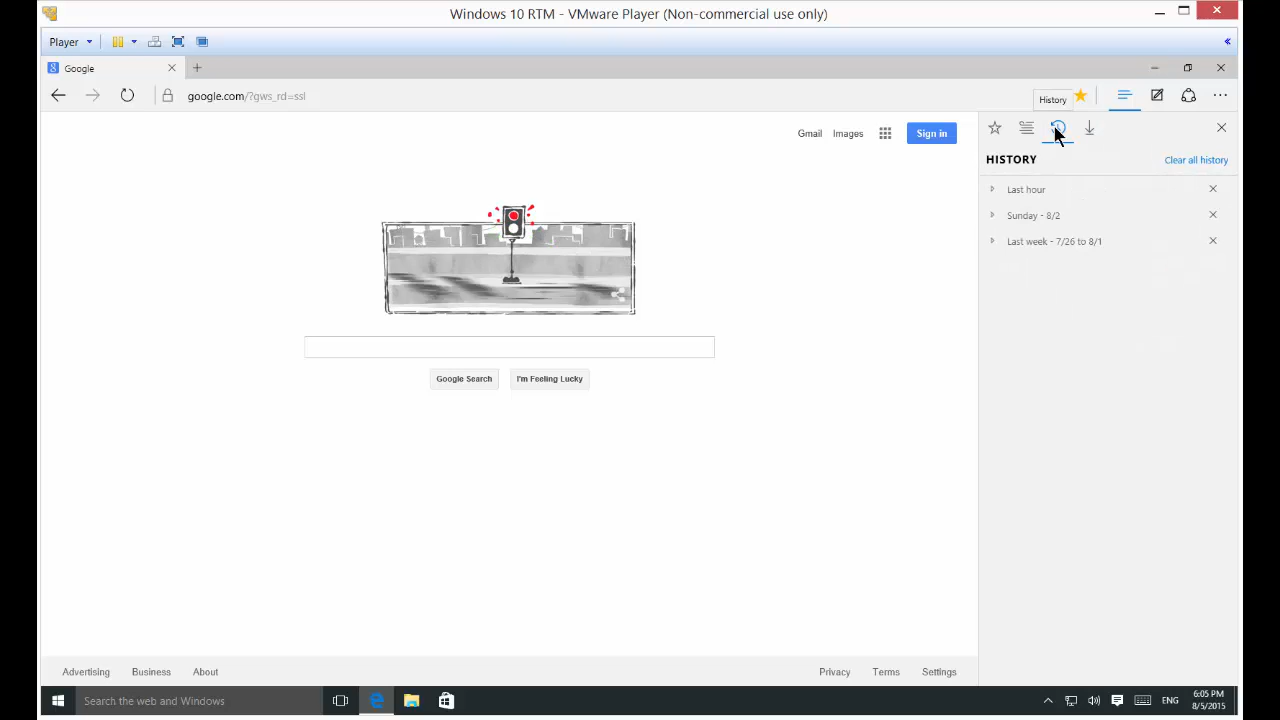 Windows 10 RTM - VMware Player (Non-commercial use only)
Player
Google
google.com/?gws_rd=ssl
History
Gmail Images Sign in
HISTORY Clear all history
Last hour
Sunday - 8/2
Last week - 7/26 to 8/1
Google Search I'm Feeling Lucky
Advertising Business About Privacy Terms Settings
Search the web and Windows
ENG
6:05 PM
8/5/2015